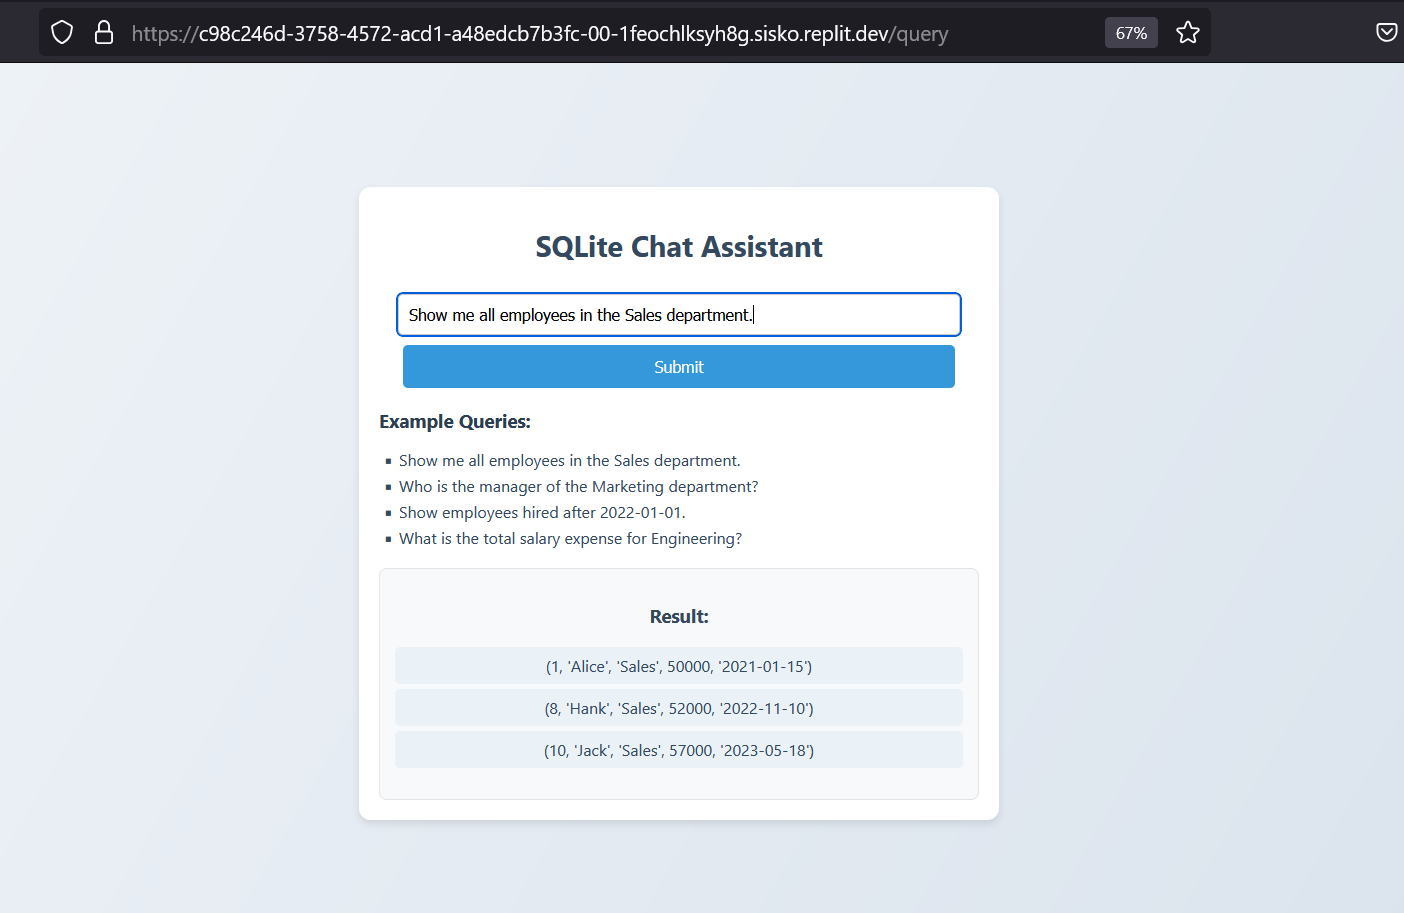 https://c98c246d-3758-4572-acd1-a48edcb7b3fc-00-1feochlksyh8g.sisko.replit.dev/query
67%
SQLite Chat Assistant
Show me all employees in the Sales department.
Submit
Example Queries:
Show me all employees in the Sales department.
Who is the manager of the Marketing department?
Show employees hired after 2022-01-01.
What is the total salary expense for Engineering?
Result:
(1, 'Alice', 'Sales', 50000, '2021-01-15')
(8, 'Hank', 'Sales', 52000, '2022-11-10')
(10, 'Jack', 'Sales', 57000, '2023-05-18')